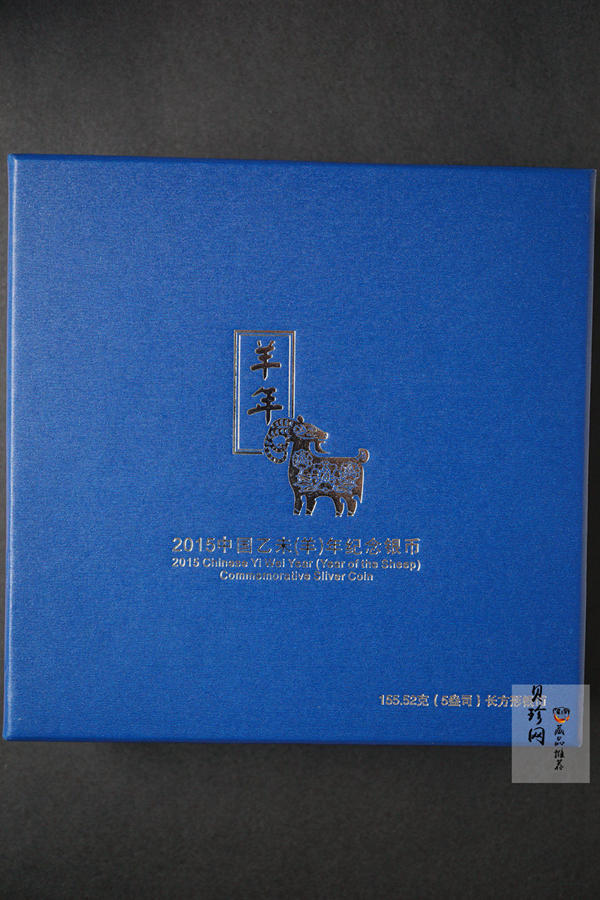 羊年
2015中国乙未(羊)年纪念银币
2015 Chinese Yi Wei Year (Year of the Sheep)
Commemorative Silver Coin
155.52克（5盎司）长方形银币
贝珍网
藏品推荐